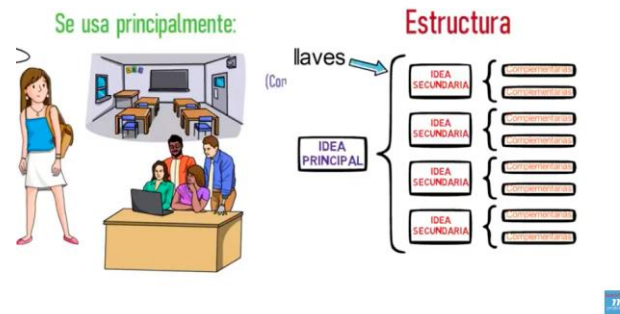 Se usa principalmente:
Estructura
llaves
(Con
IDEA
PRINCIPAL
IDEA
SECUNDARIA
Complementarias
Complementarias
IDEA
SECUNDARIA
Complementarias
Complementarias
IDEA
SECUNDARIA
Complementarias
Complementarias
IDEA
SECUNDARIA
Complementarias
Complementarias